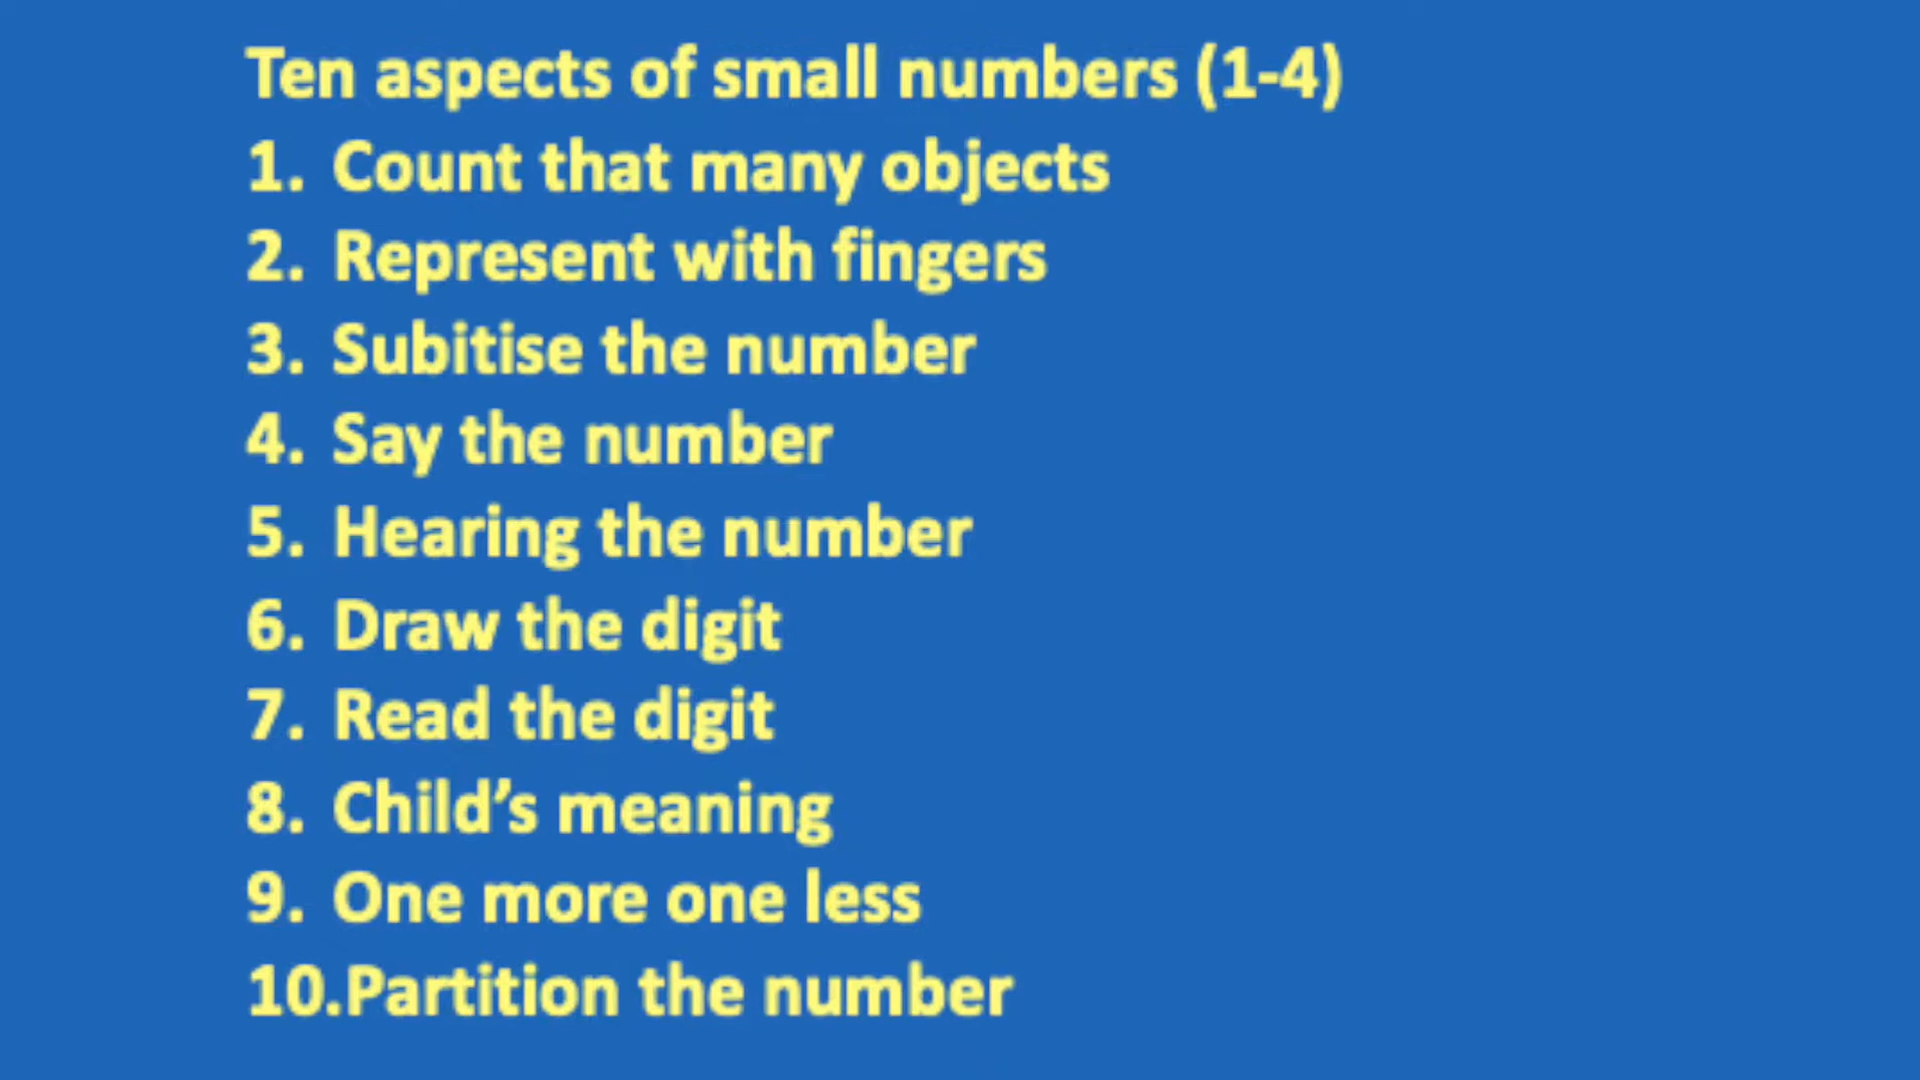 Ten aspects of small numbers (1-4)
1. Count that many objects
2. Represent with fingers
3. Subitise the number
4. Say the number
5. Hearing the number
6. Draw the digit
7. Read the digit
8. Child’s meaning
9. One more one less
10.Partition the number